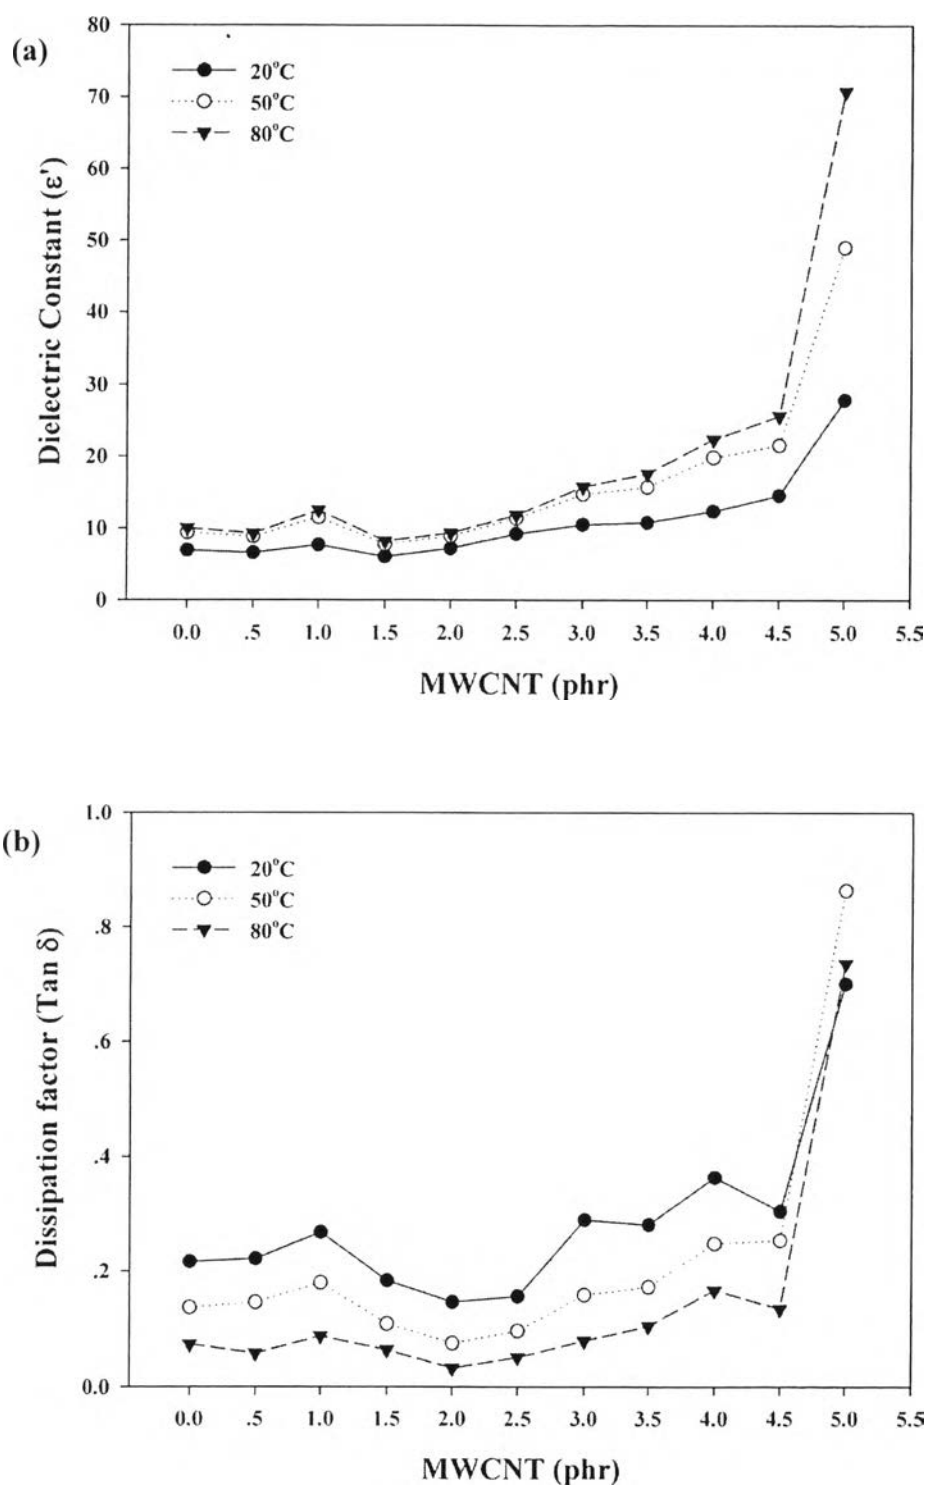 (a)
80
70
60
50
40
30
20
10
0
Dielectric Constant (ε')
20°C
50°C
80°C
0.0 .5 1.0 1.5 2.0 2.5 3.0 3.5 4.0 4.5 5.0 5.5
MWCNT (phr)
(b)
1.0
.8
.6
.4
.2
0.0
Dissipation factor (Tan δ)
20°C
50°C
80°C
0.0 .5 1.0 1.5 2.0 2.5 3.0 3.5 4.0 4.5 5.0 5.5
MWCNT (phr)